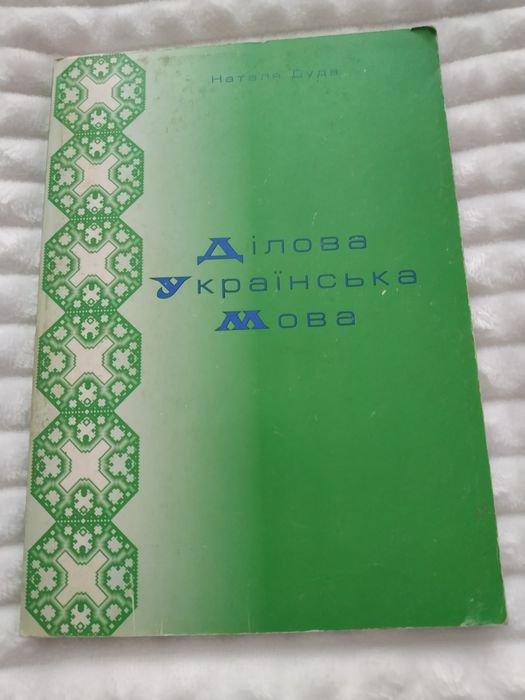 Наталя Дуда
Ділова
Українська
Мова